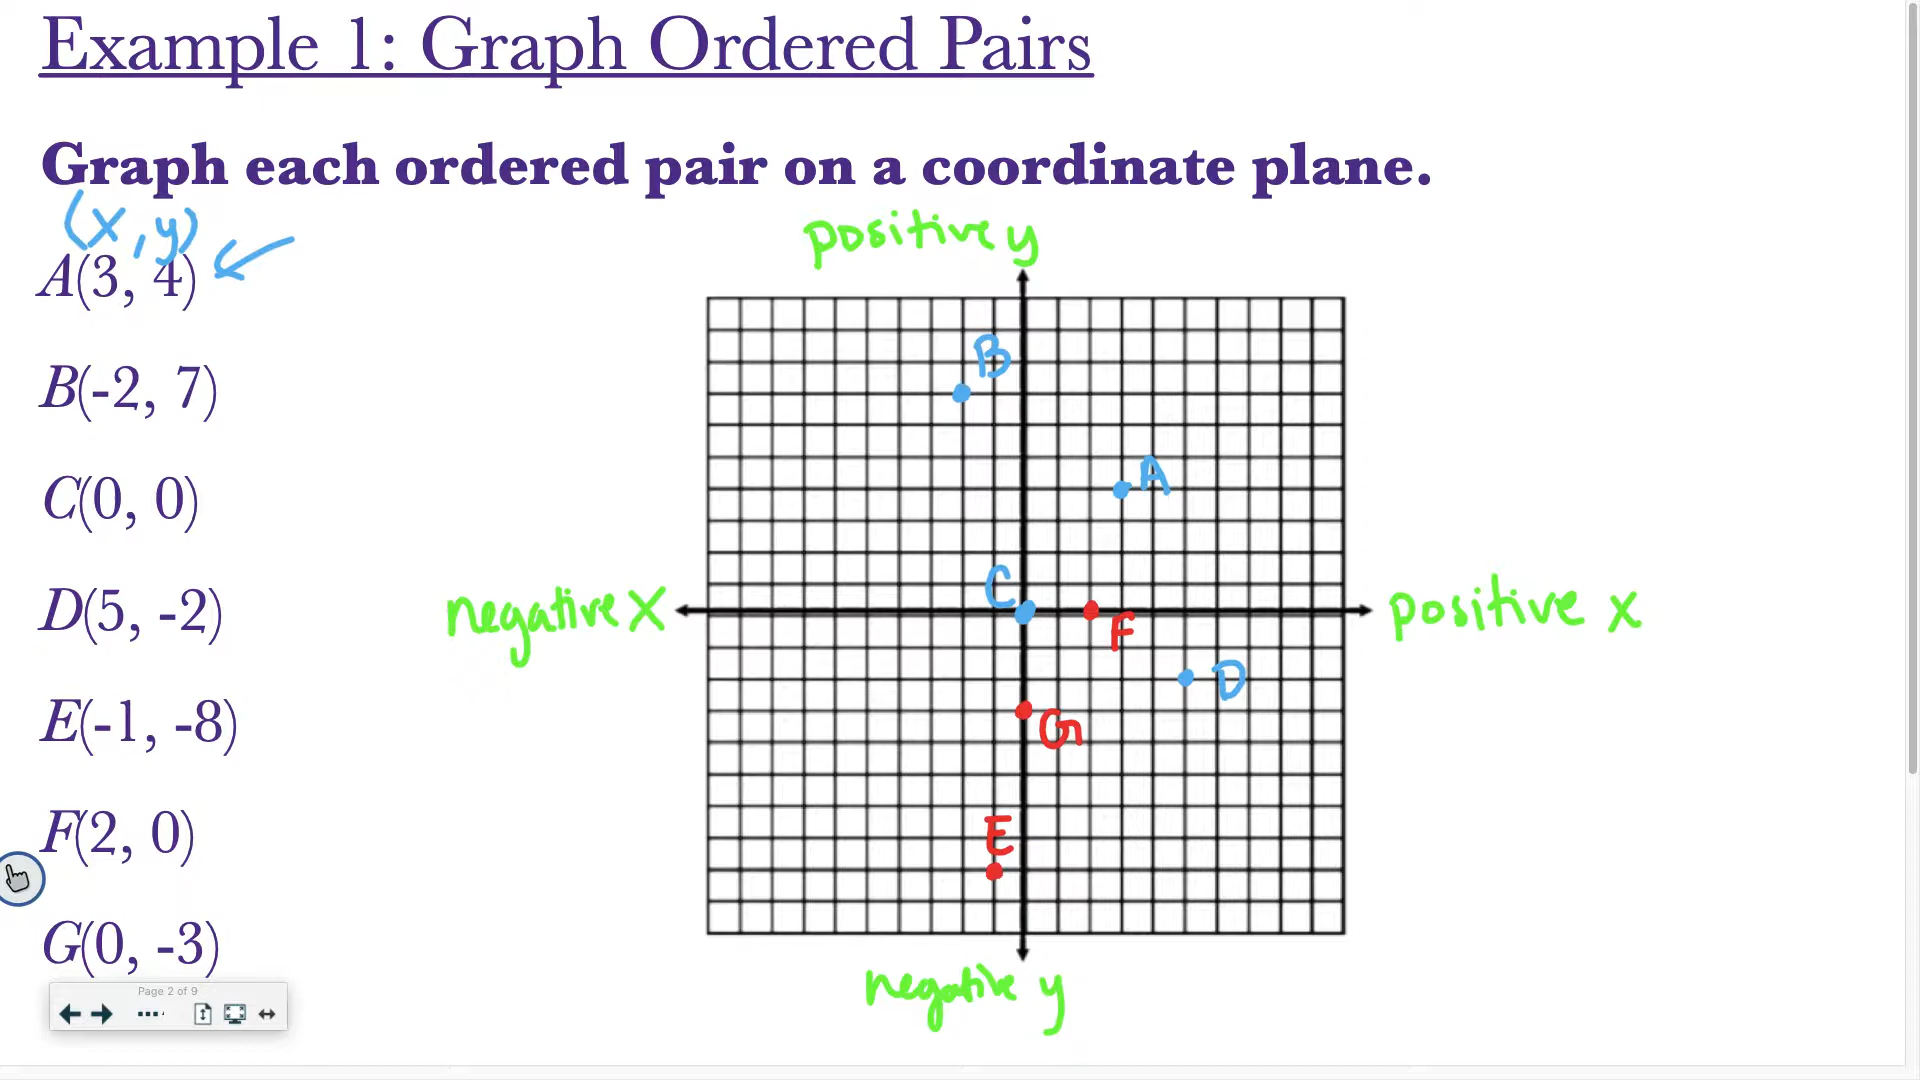 Example 1: Graph Ordered Pairs
Graph each ordered pair on a coordinate plane.
(x, y)
A(3, 4)
B(-2, 7)
C(0, 0)
D(5, -2)
E(-1, -8)
F(2, 0)
G(0, -3)
positive y
B
A
C
negative X
positive x
F
D
G
E
negative y
Page 2 of 9